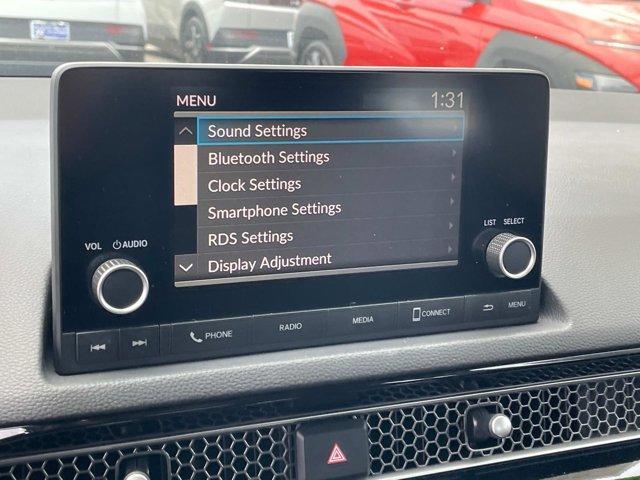 MENU 1:31
Sound Settings
Bluetooth Settings
Clock Settings
Smartphone Settings
RDS Settings
Display Adjustment
VOL AUDIO
LIST SELECT
PHONE RADIO MEDIA CONNECT MENU